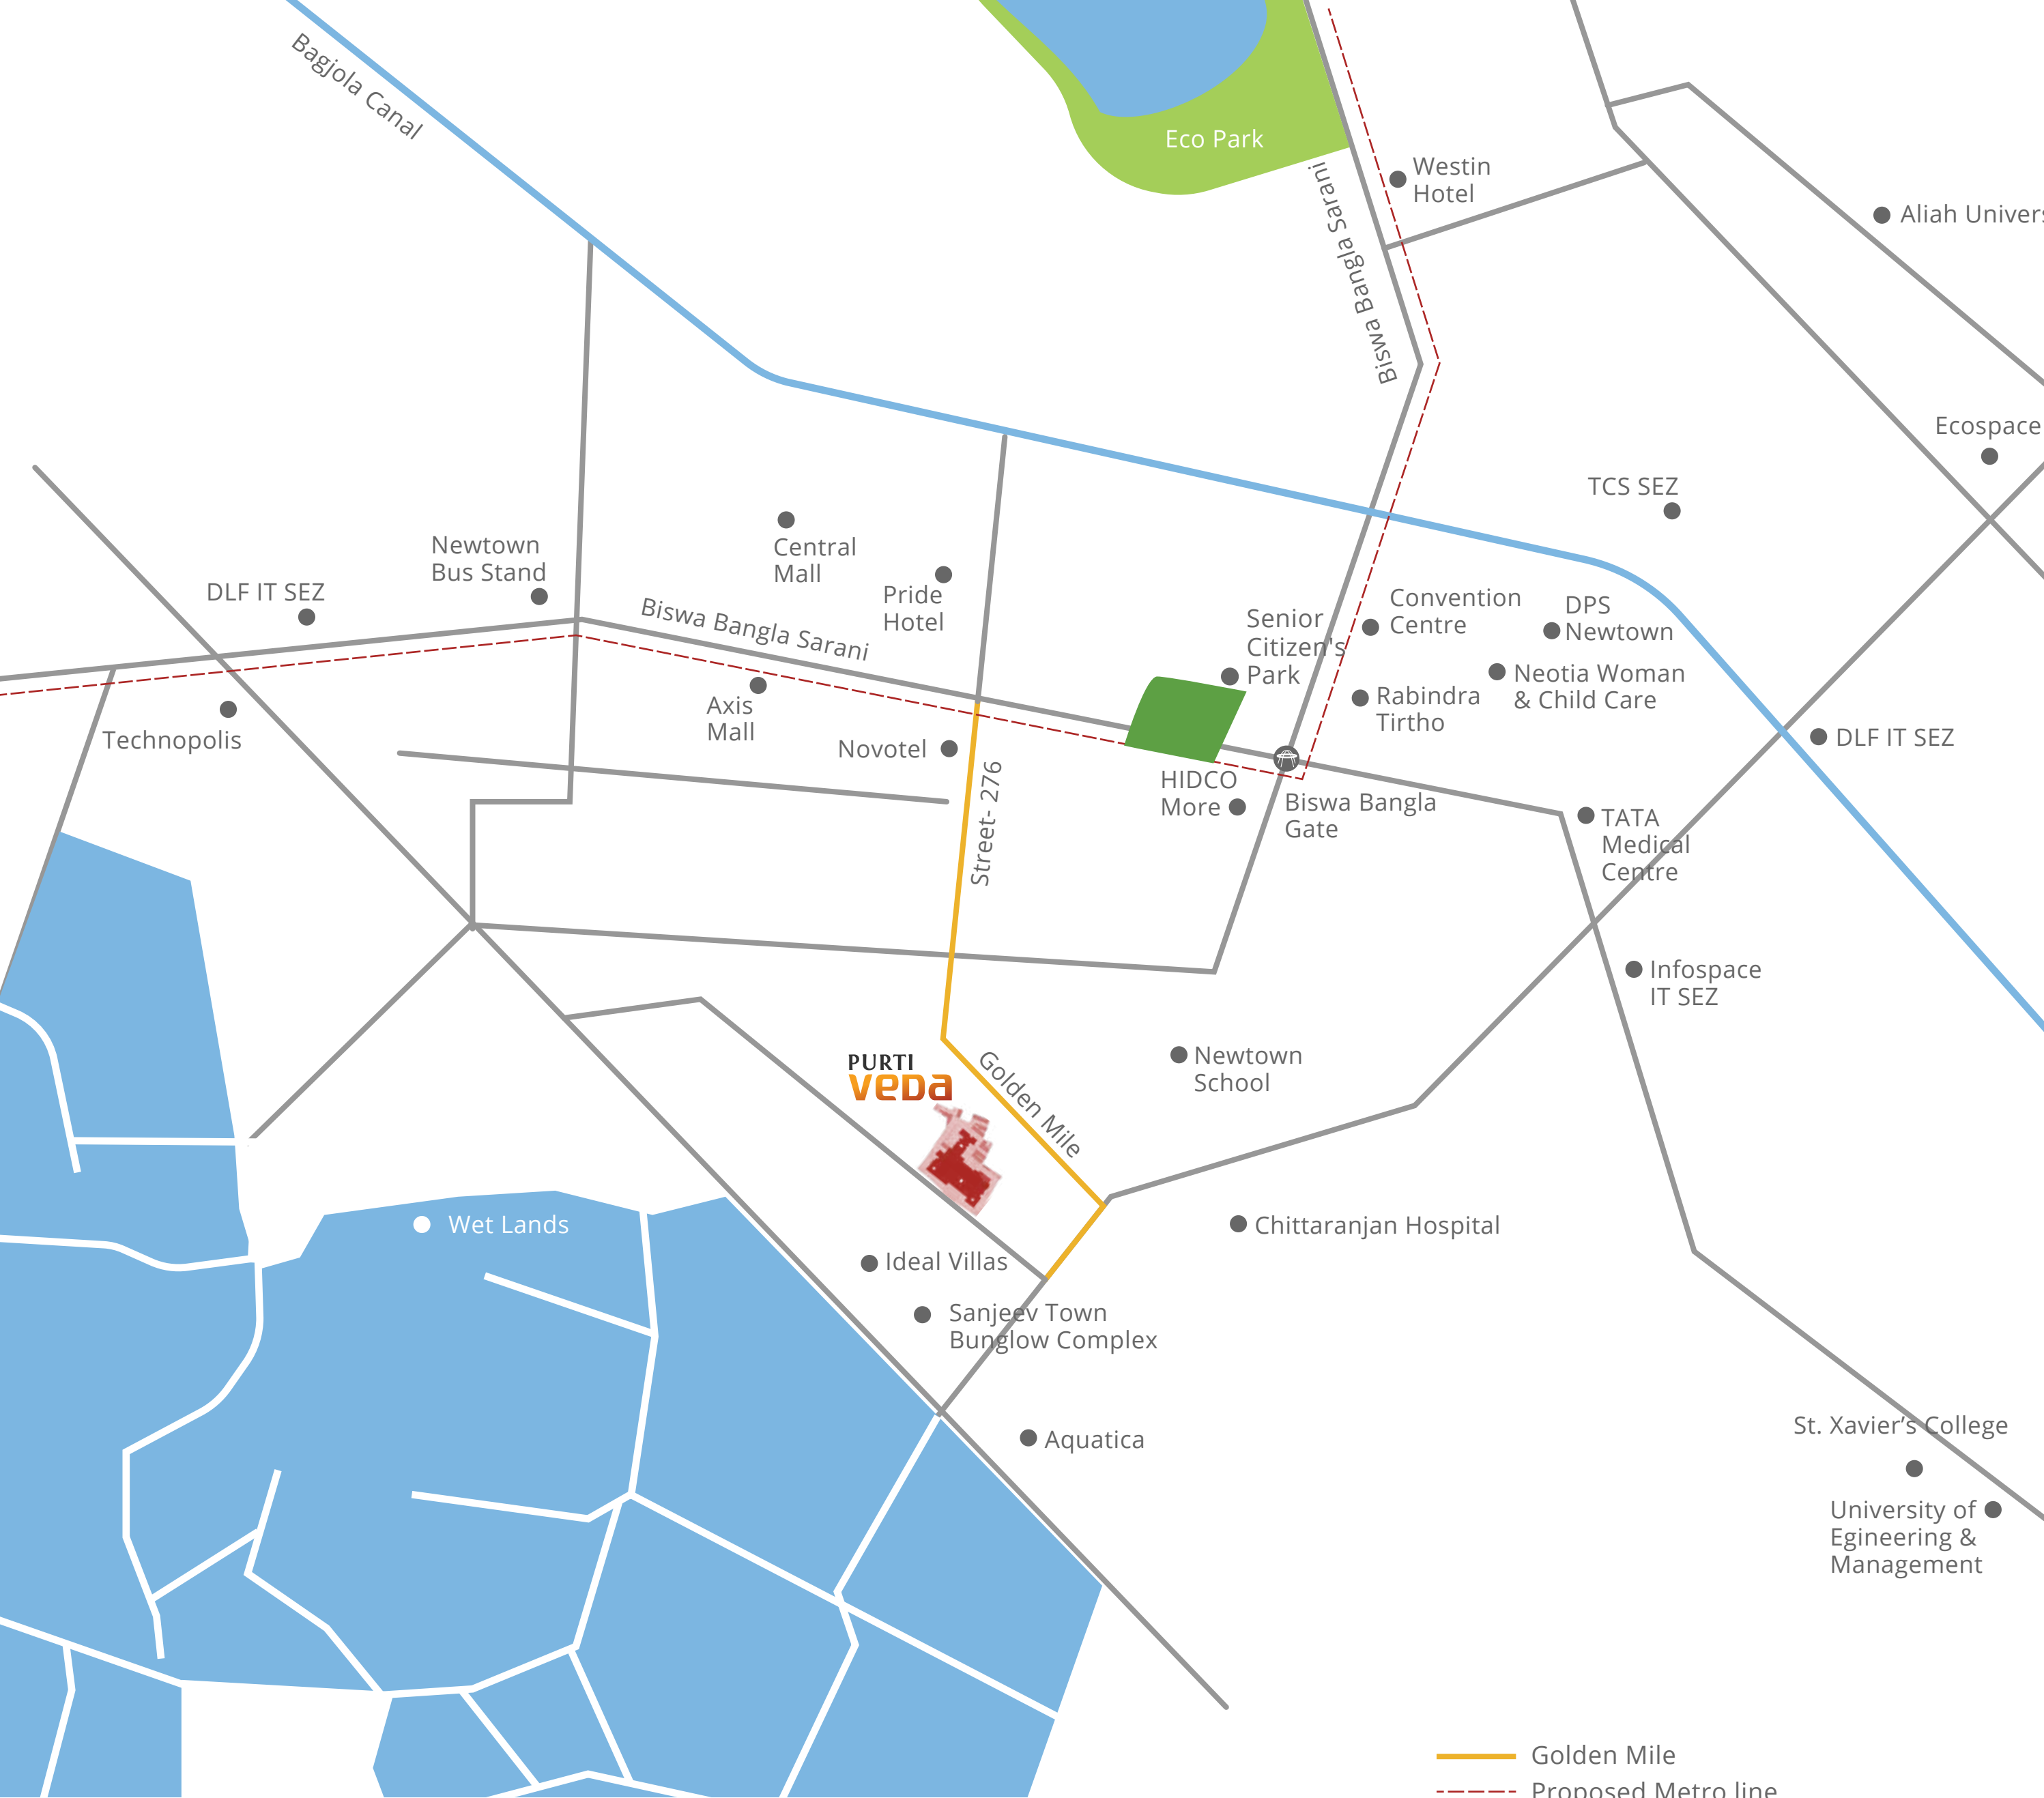 Bagjola Canal
Eco Park
Westin
Hotel
Aliah Univers
Biswa Bangla Sarani
Ecospace
TCS SEZ
Newtown
Bus Stand
Central
Mall
DLF IT SEZ
Pride
Hotel
Biswa Bangla Sarani
Senior
Citizen's
Park
Convention
Centre
DPS
Newtown
Neotia Woman
& Child Care
Rabindra
Tirtho
Axis
Mall
Technopolis
Novotel
DLF IT SEZ
HIDCO
More
Biswa Bangla
Gate
TATA
Medical
Centre
Street- 276
Infospace
IT SEZ
PURTI
veda
Golden Mile
Newtown
School
Wet Lands
Chittaranjan Hospital
Ideal Villas
Sanjeev Town
Bunglow Complex
Aquatica
St. Xavier’s College
University of
Egineering &
Management
Golden Mile
Proposed Metro line